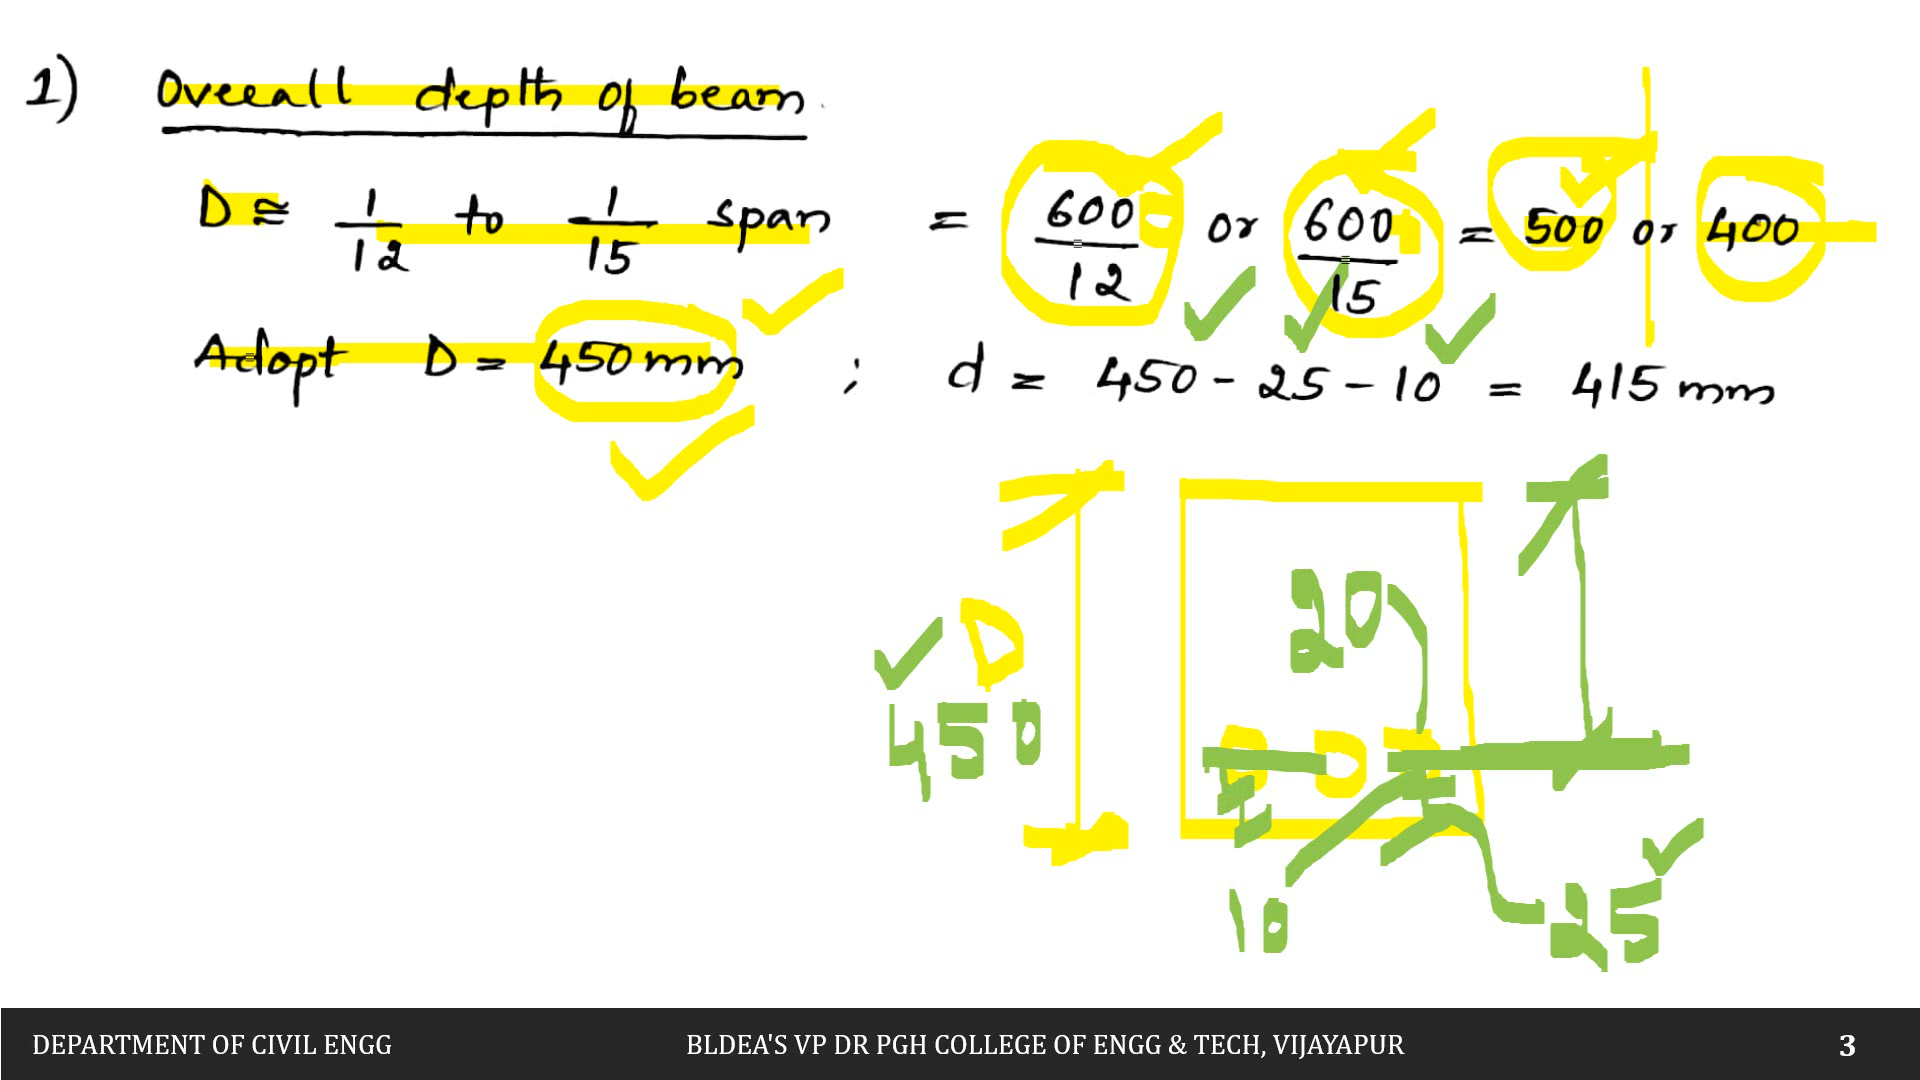 1) Overall depth of beam.
D ≅ 1/12 to 1/15 span = 6000/12 or 6000/15 = 500 or 400
Adopt D = 450 mm ; d = 450 - 25 - 10 = 415 mm
20
D
450
10
25
DEPARTMENT OF CIVIL ENGG BLDEA'S VP DR PGH COLLEGE OF ENGG & TECH, VIJAYAPUR 3